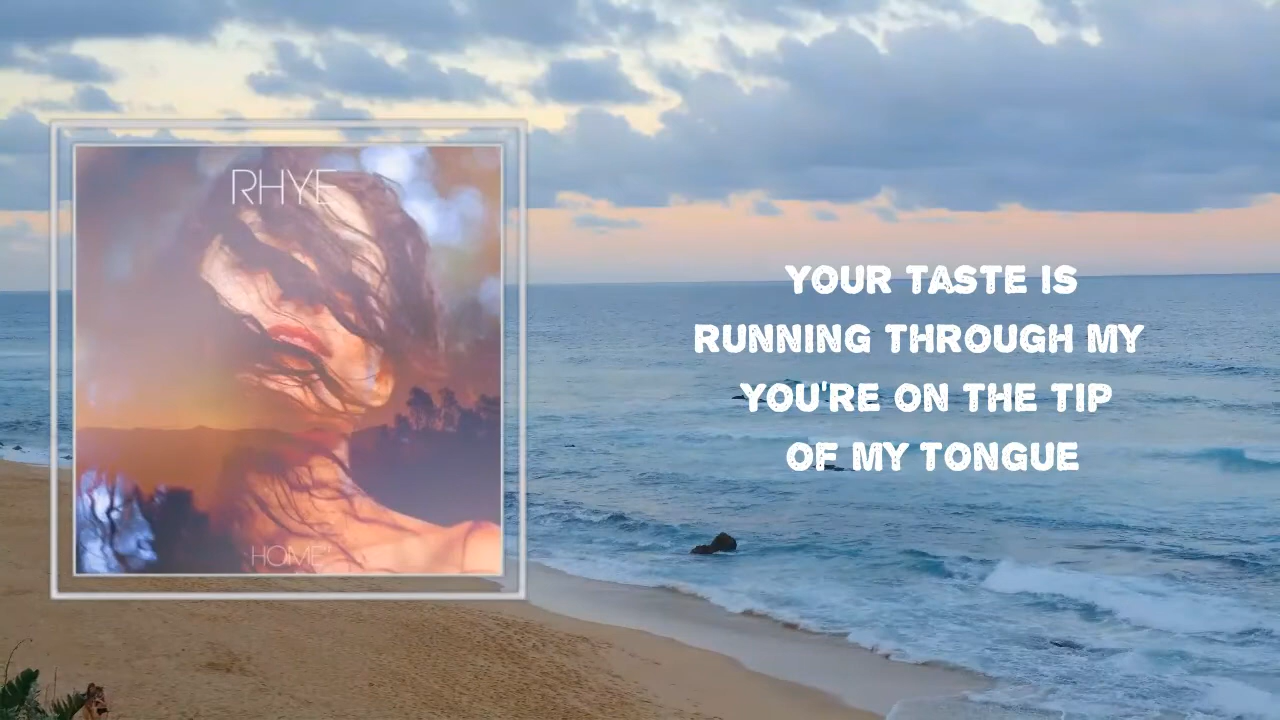 RHYE
HOME
YOUR TASTE IS
RUNNING THROUGH MY
YOU'RE ON THE TIP
OF MY TONGUE